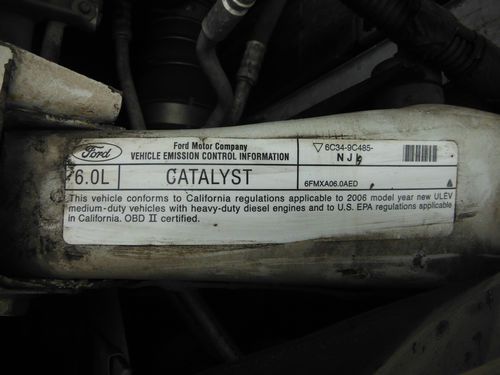 Ford
Ford Motor Company
VEHICLE EMISSION CONTROL INFORMATION
6C34-9C485-
NJ
6.0L
CATALYST
6FMXA06.0AED
This vehicle conforms to California regulations applicable to 2006 model year new ULEV
medium-duty vehicles with heavy-duty diesel engines and to U.S. EPA regulations applicable
in California. OBD II certified.